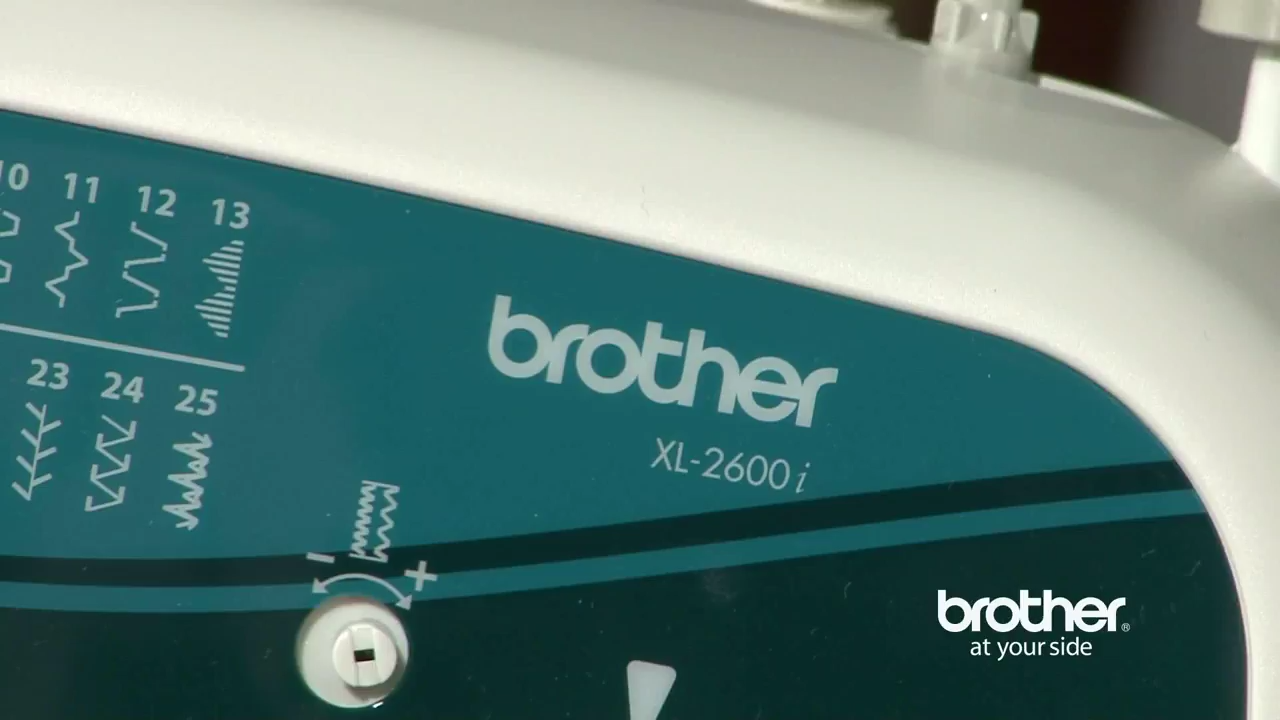 10 11 12 13
brother
XL-2600i
23 24 25
- +
brother®
at your side